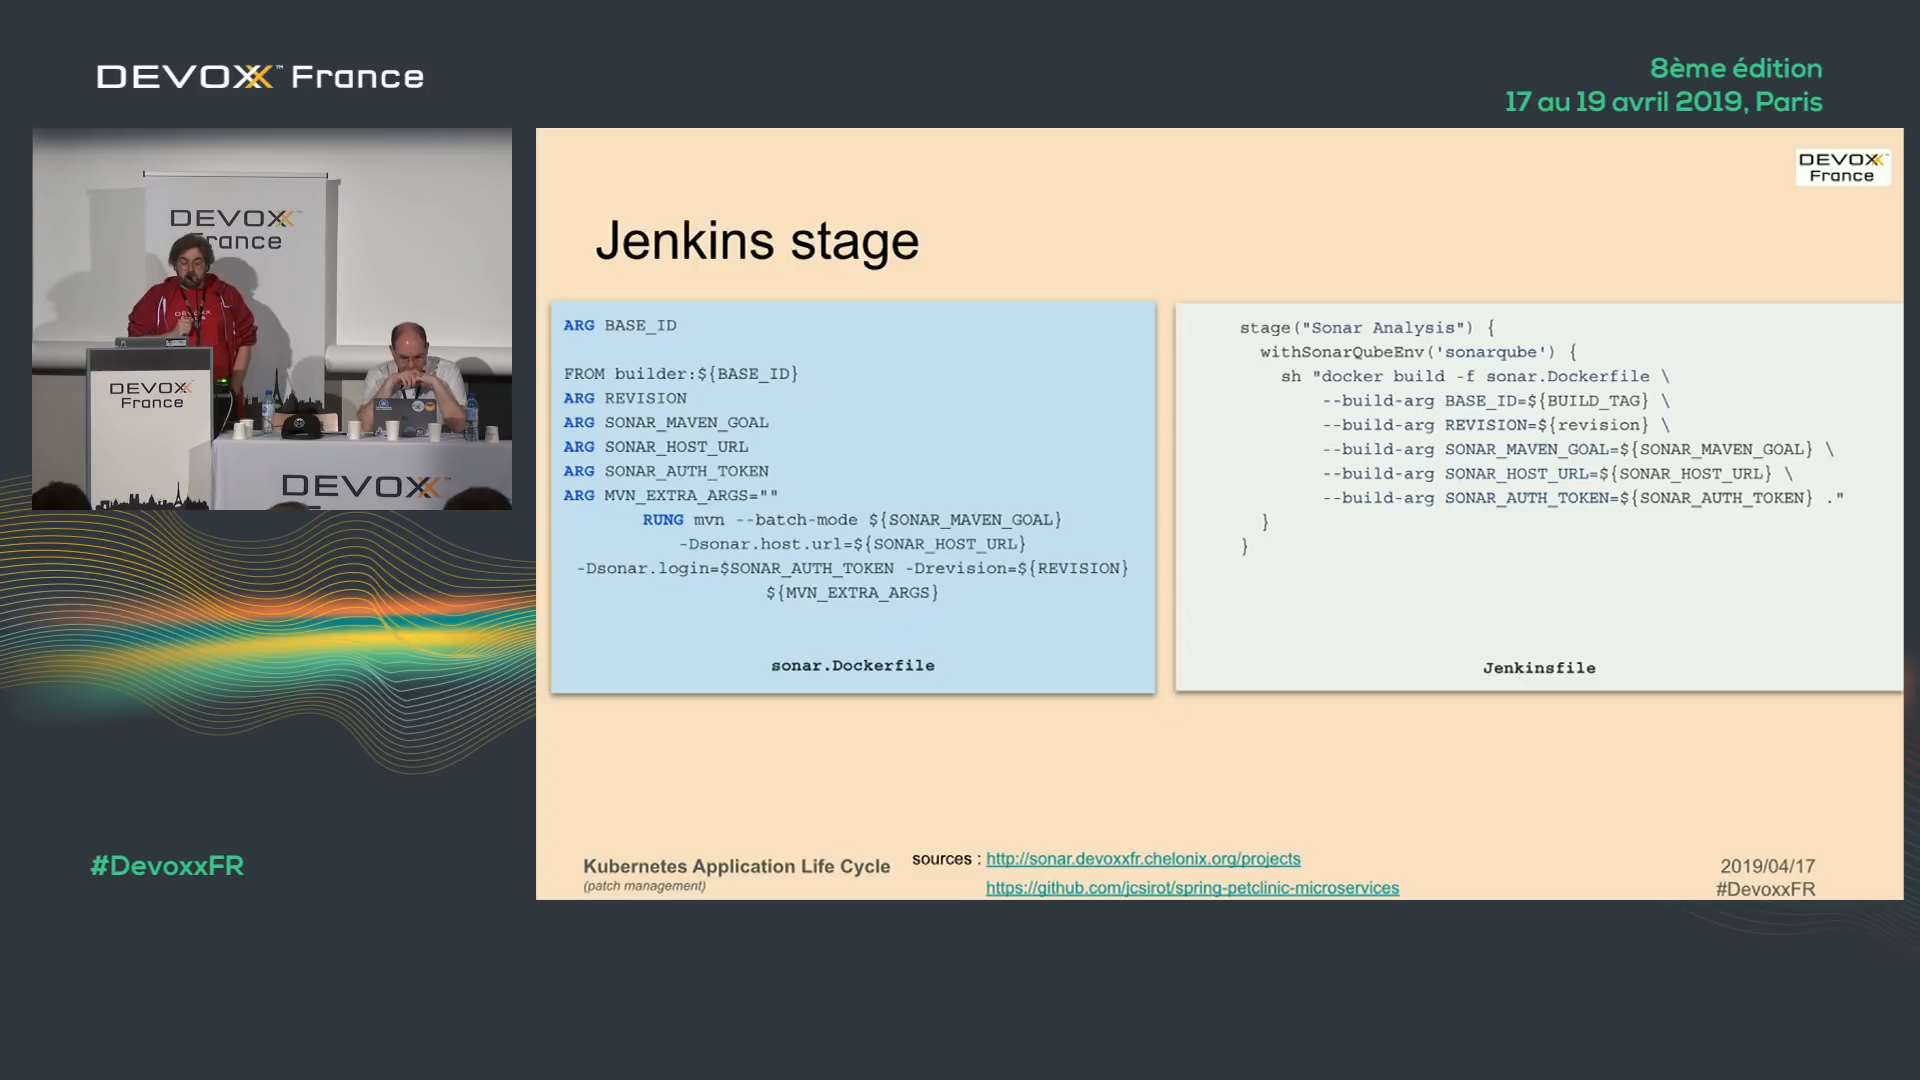 DEVOXX™ France
8ème édition
17 au 19 avril 2019, Paris
DEVOXX
France
DEVOXX
France
DEVOXX
#DevoxxFR
DEVOXX
France
Jenkins stage
ARG BASE_ID
FROM builder:${BASE_ID}
ARG REVISION
ARG SONAR_MAVEN_GOAL
ARG SONAR_HOST_URL
ARG SONAR_AUTH_TOKEN
ARG MVN_EXTRA_ARGS=""
RUNG mvn --batch-mode ${SONAR_MAVEN_GOAL}
-Dsonar.host.url=${SONAR_HOST_URL}
-Dsonar.login=$SONAR_AUTH_TOKEN -Drevision=${REVISION}
${MVN_EXTRA_ARGS}
sonar.Dockerfile
stage("Sonar Analysis") {
withSonarQubeEnv('sonarqube') {
sh "docker build -f sonar.Dockerfile \
--build-arg BASE_ID=${BUILD_TAG} \
--build-arg REVISION=${revision} \
--build-arg SONAR_MAVEN_GOAL=${SONAR_MAVEN_GOAL} \
--build-arg SONAR_HOST_URL=${SONAR_HOST_URL} \
--build-arg SONAR_AUTH_TOKEN=${SONAR_AUTH_TOKEN} ."
}
}
Jenkinsfile
Kubernetes Application Life Cycle
(patch management)
sources : http://sonar.devoxxfr.chelonix.org/projects
https://github.com/jcsirot/spring-petclinic-microservices
2019/04/17
#DevoxxFR